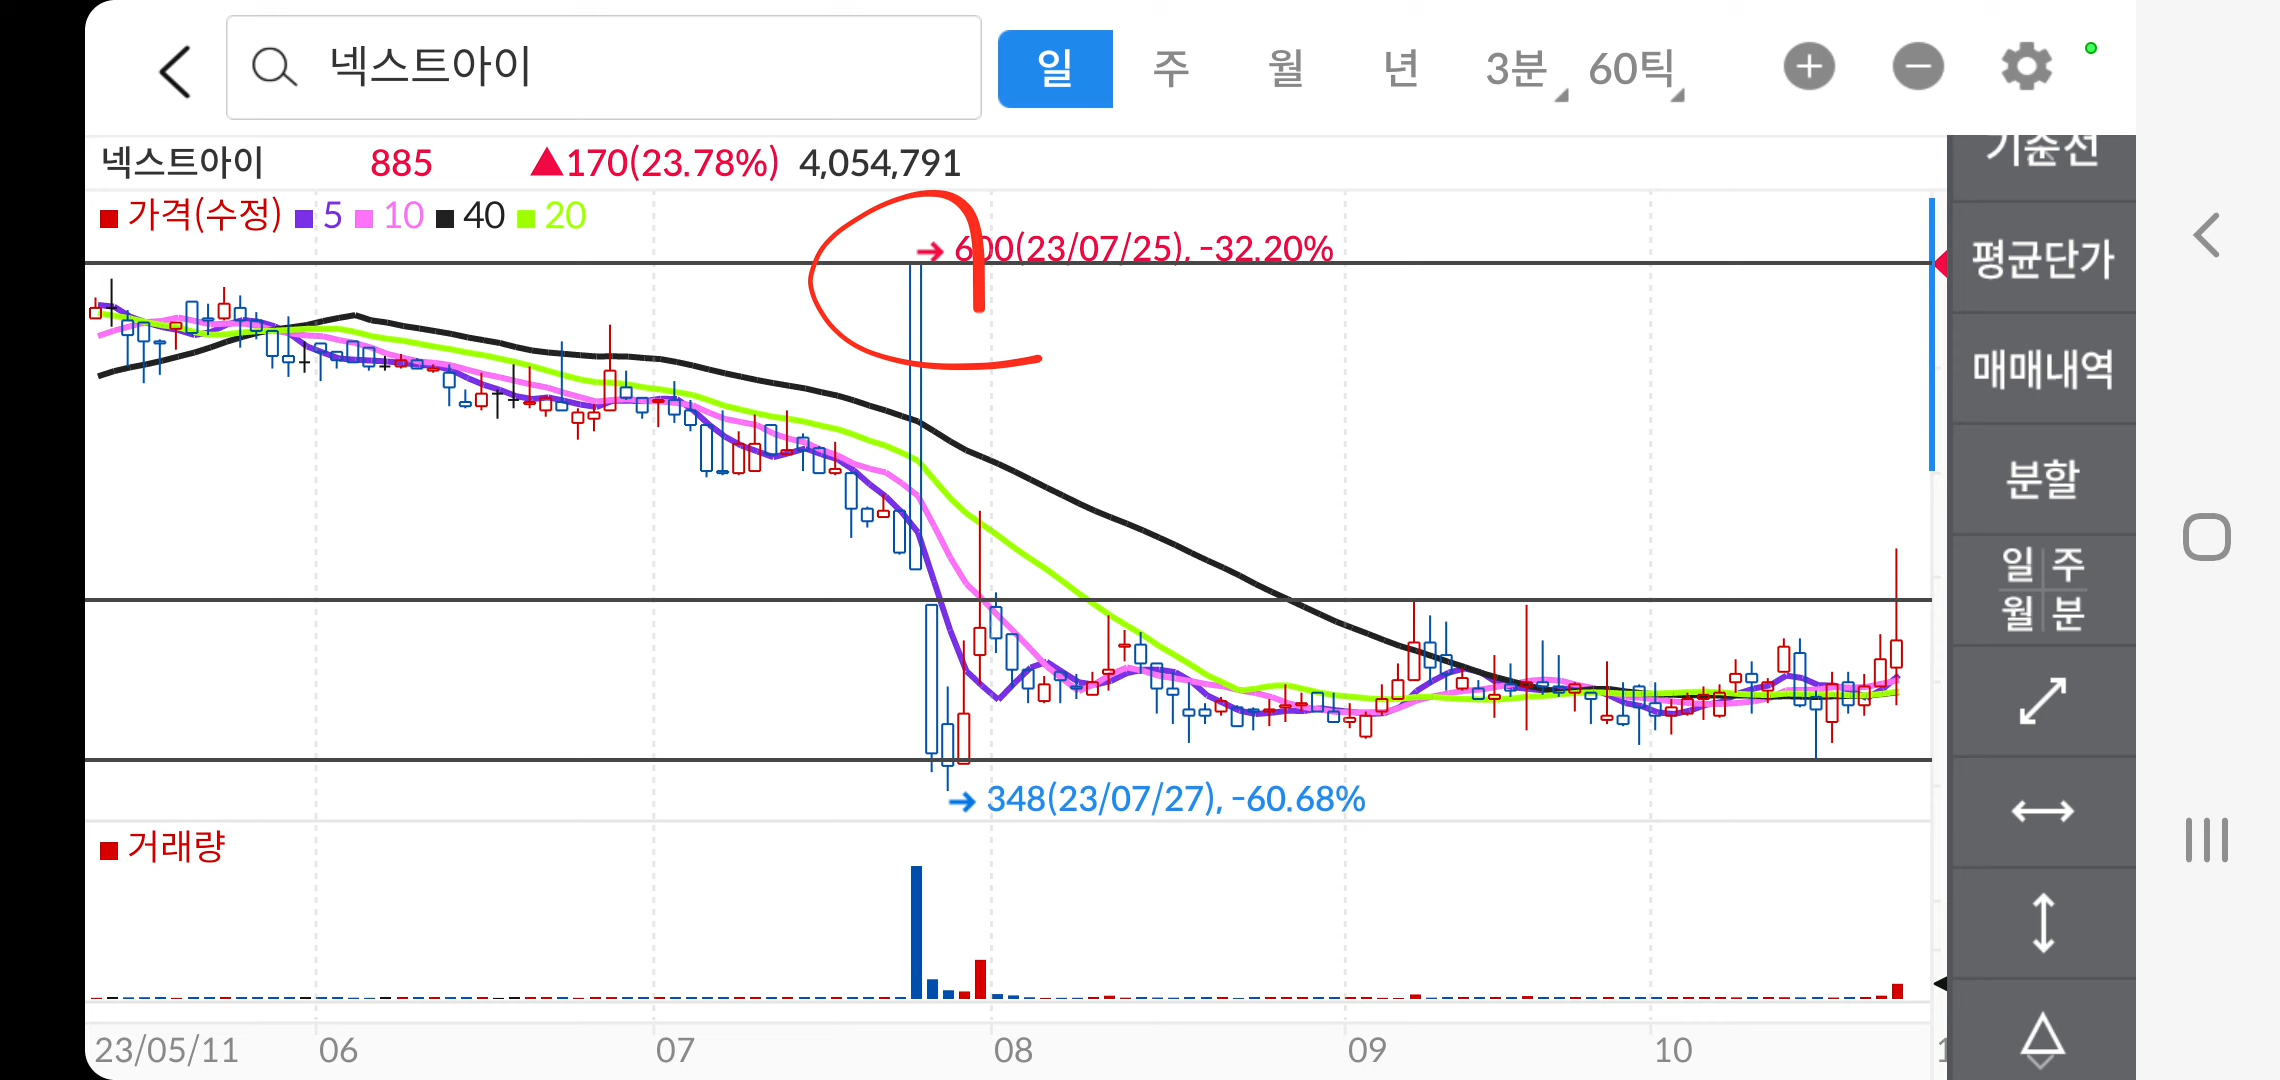 넥스트아이
일 주 월 년 3분 60틱
넥스트아이 885 ▲170(23.78%) 4,054,791
가격(수정) 5 10 40 20
600(23/07/25), -32.20%
348(23/07/27), -60.68%
거래량
23/05/11 06 07 08 09 10
기준선
평균단가
매매내역
분할
일 주
월 분